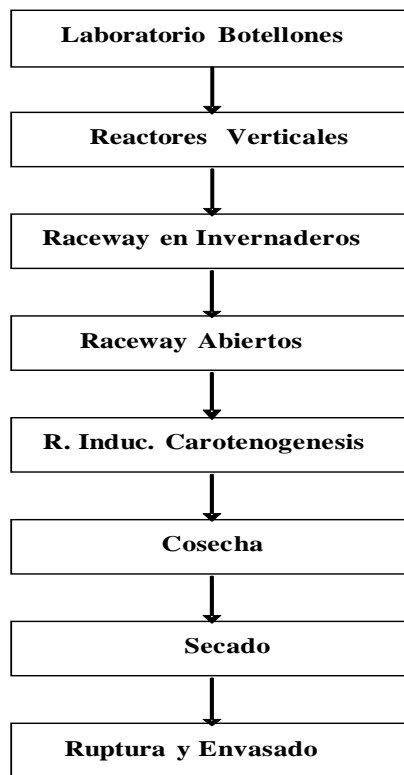 Laboratorio Botellones
Reactores Verticales
Raceway en Invernaderos
Raceway Abiertos
R. Induc. Carotenogenesis
Cosecha
Secado
Ruptura y Envasado